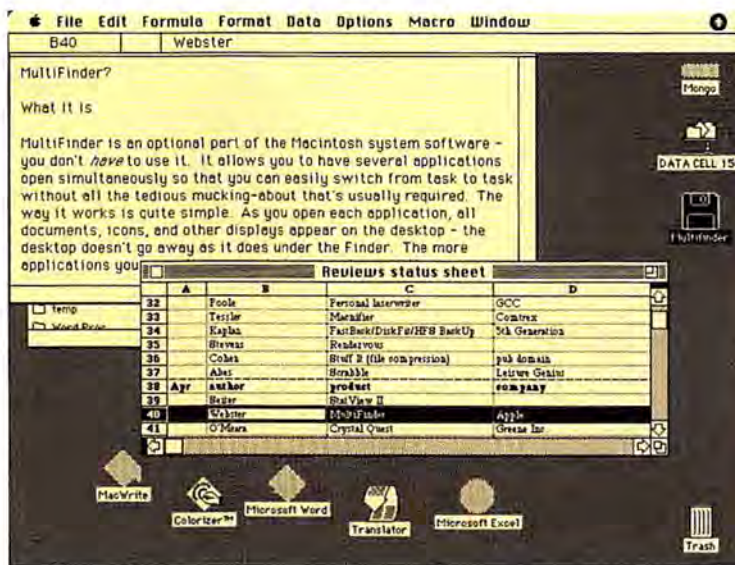 File Edit Formula Format Data Options Macro Window
B40 Webster
MultiFinder?
What it is
MultiFinder is an optional part of the Macintosh system software -
you don't have to use it. It allows you to have several applications
open simultaneously so that you can easily switch from task to task
without all the tedious mucking-about that's usually required. The
way it works is quite simple. As you open each application, all
documents, icons, and other displays appear on the desktop - the
desktop doesn't go away as it does under the Finder. The more
applications you
Mongo
DATA CELL 15
Multifinder
temp
Word Proc
Reviews status sheet
A B C D
32 Poole Personal laserwriter GCC
33 Tessler Macnifier Comtrex
34 Kaplan FastBack/DiskFit/HFS BackUp 5th Generation
35 Stevens Rendezvous
36 Cohen Stuff It (file compression) pub domain
37 Abes Scrabble Leisure Genius
38 Apr author product company
39 Beiter StatView II
40 Webster MultiFinder Apple
41 O'Meara Crystal Quest Greene Inc.
MacWrite
Colorizer™
Microsoft Word
Translator
Microsoft Excel
Trash